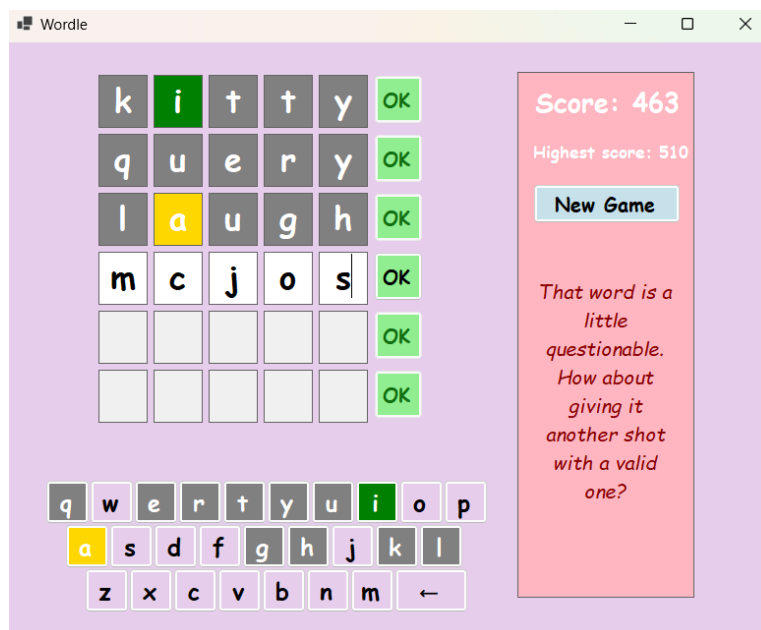 Wordle
k i t t y OK
q u e r y OK
l a u g h OK
m c j o s OK
OK
OK
Score: 463
Highest score: 510
New Game
That word is a
little
questionable.
How about
giving it
another shot
with a valid
one?
q w e r t y u i o p
a s d f g h j k l
z x c v b n m ←